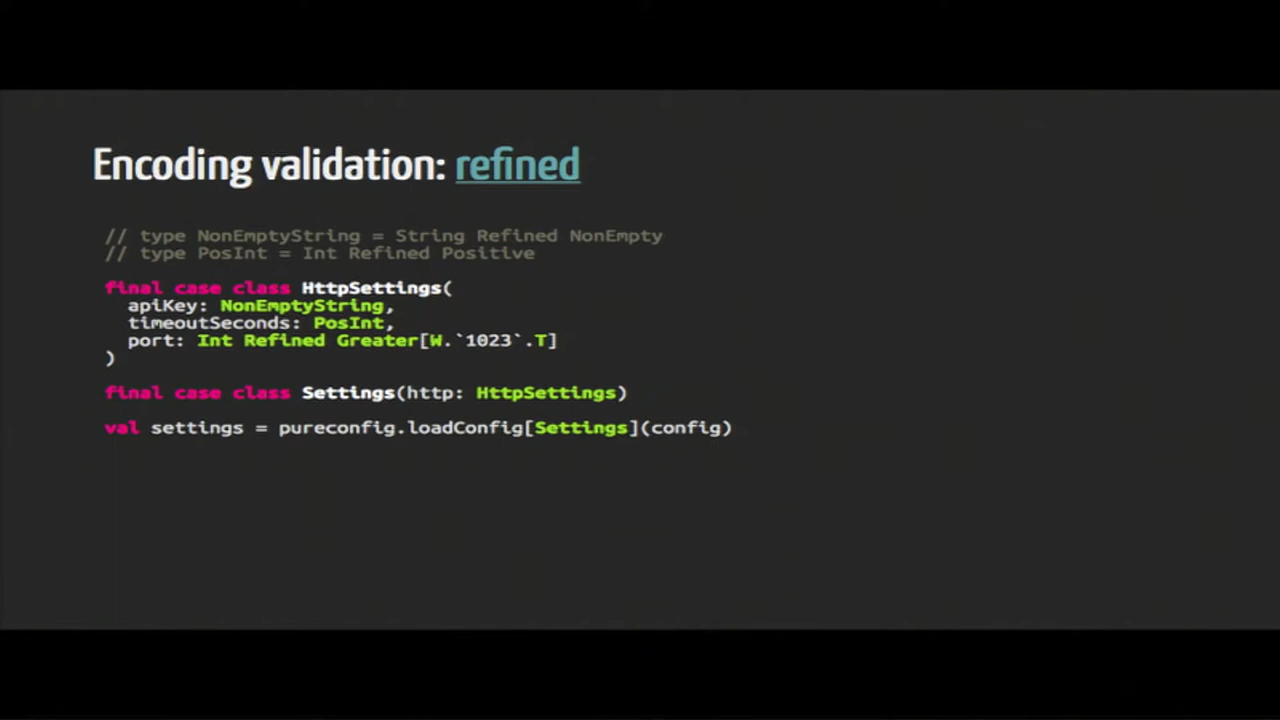 Encoding validation: refined
// type NonEmptyString = String Refined NonEmpty
// type PosInt = Int Refined Positive
final case class HttpSettings(
  apiKey: NonEmptyString,
  timeoutSeconds: PosInt,
  port: Int Refined Greater[W.`1023`.T]
)
final case class Settings(http: HttpSettings)
val settings = pureconfig.loadConfig[Settings](config)